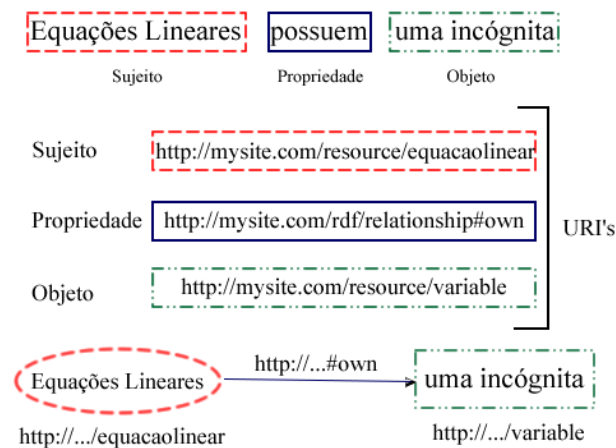 Equações Lineares possuem uma incógnita
Sujeito Propriedade Objeto
Sujeito http://mysite.com/resource/equacaolinear
Propriedade http://mysite.com/rdf/relationship#own
URI's
Objeto http://mysite.com/resource/variable
http://...#own
Equações Lineares uma incógnita
http://.../equacaolinear http://.../variable